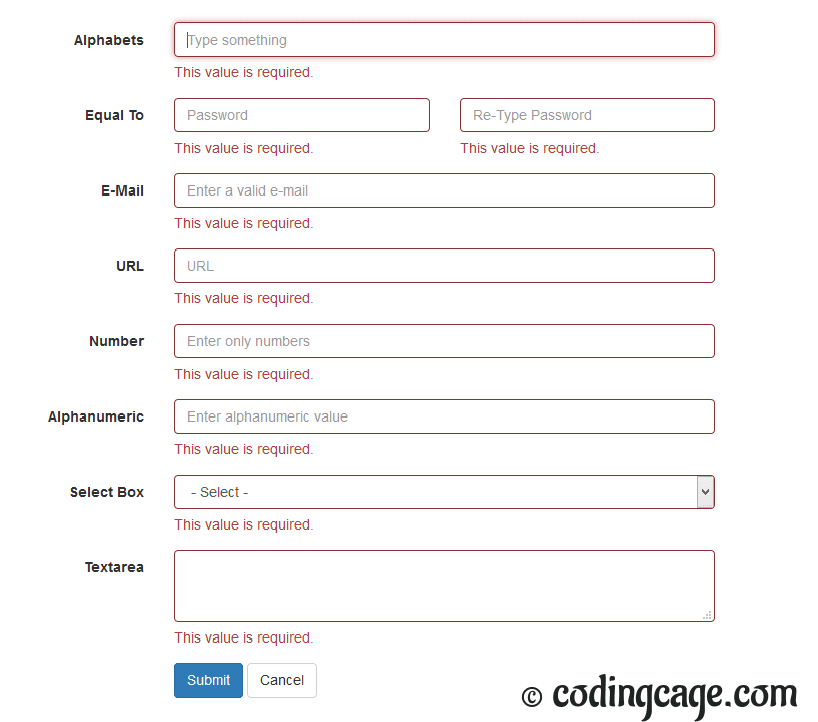 Alphabets Type something
This value is required.
Equal To Password Re-Type Password
This value is required. This value is required.
E-Mail Enter a valid e-mail
This value is required.
URL URL
This value is required.
Number Enter only numbers
This value is required.
Alphanumeric Enter alphanumeric value
This value is required.
Select Box - Select -
This value is required.
Textarea
This value is required.
Submit Cancel
© codingcage.com